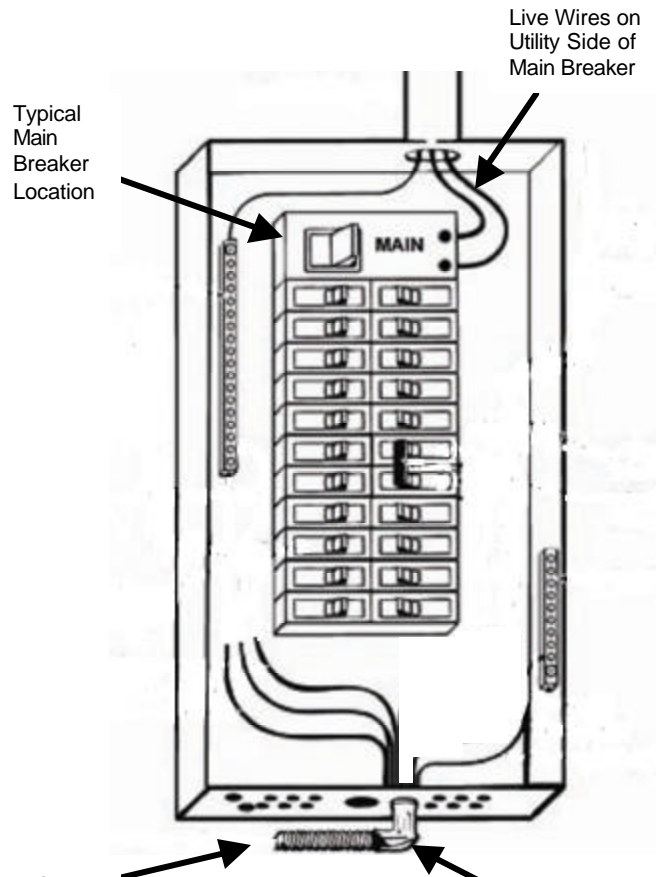 Live Wires on
Utility Side of
Main Breaker
Typical
Main
Breaker
Location
MAIN